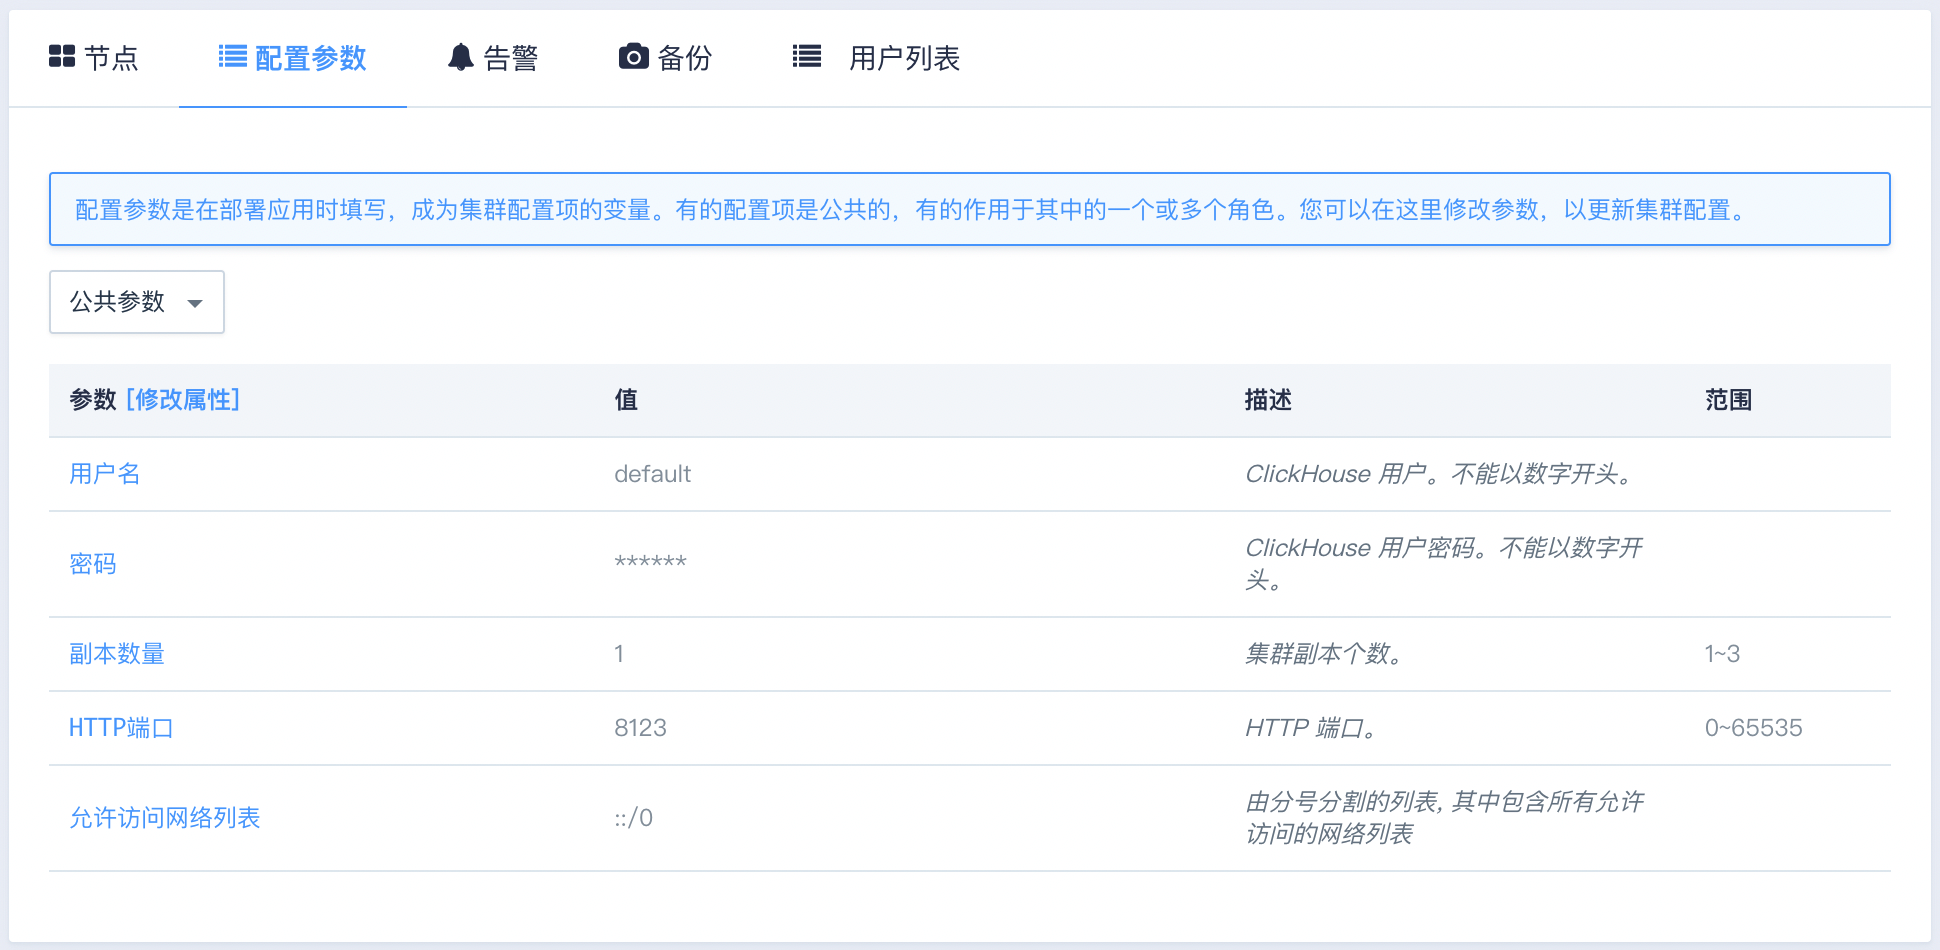 节点 配置参数 告警 备份 用户列表
配置参数是在部署应用时填写，成为集群配置项的变量。有的配置项是公共的，有的作用于其中的一个或多个角色。您可以在这里修改参数，以更新集群配置。
公共参数
参数 [修改属性] 值 描述 范围
用户名 default ClickHouse 用户。不能以数字开头。
密码 ****** ClickHouse 用户密码。不能以数字开
头。
副本数量 1 集群副本个数。 1~3
HTTP端口 8123 HTTP 端口。 0~65535
允许访问网络列表 ::/0 由分号分割的列表, 其中包含所有允许
访问的网络列表